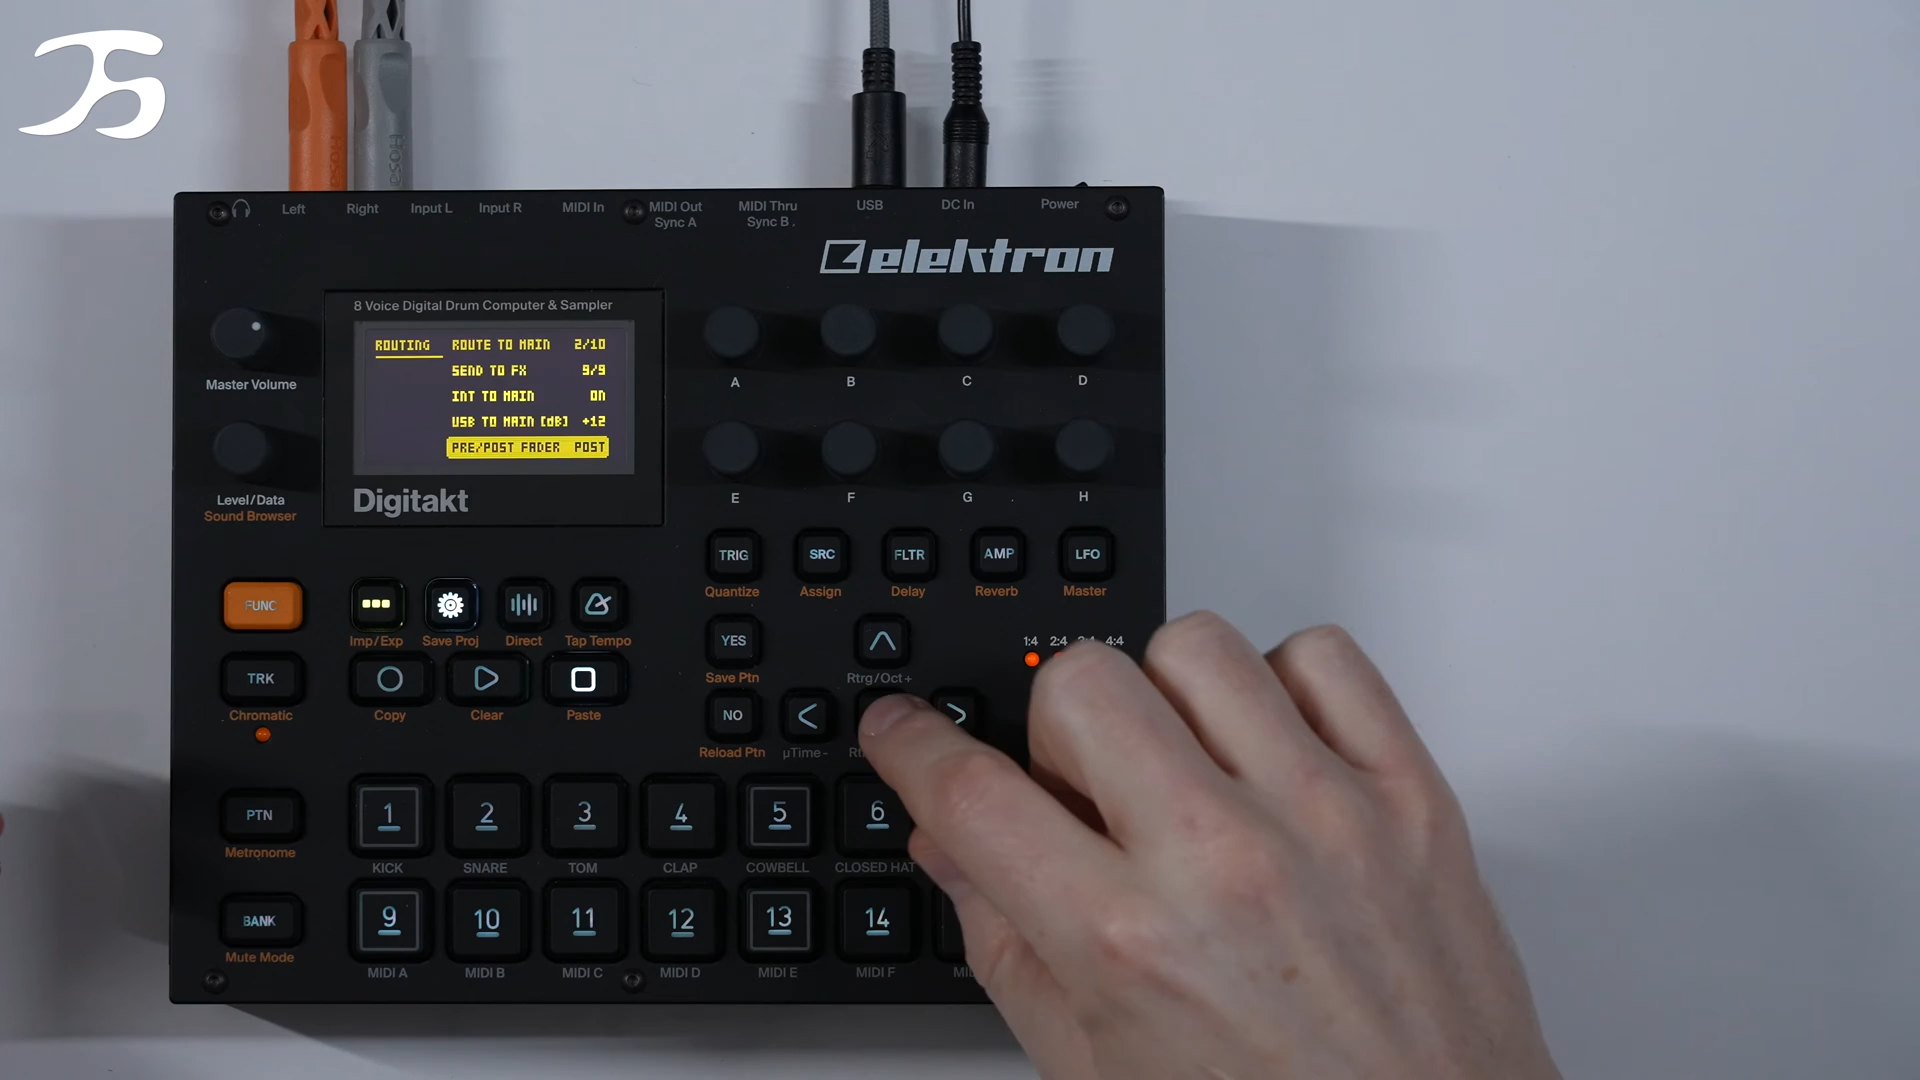 JS
Hosa
Hosa
Left
Right
Input L
Input R
MIDI In
MIDI Out
Sync A
MIDI Thru
Sync B
USB
DC In
Power
elektron
8 Voice Digital Drum Computer & Sampler
ROUTING
ROUTE TO MAIN 2/10
SEND TO FX 9/9
INT TO MAIN ON
USB TO MAIN [dB] +12
PRE/POST FADER POST
Digitakt
Master Volume
Level/Data
Sound Browser
A
B
C
D
E
F
G
H
TRIG
SRC
FLTR
AMP
LFO
Quantize
Assign
Delay
Reverb
Master
FUNC
Imp/Exp
Save Proj
Direct
Tap Tempo
YES
Save Ptn
1:4
2:4
4:4
TRK
Chromatic
Copy
Clear
Paste
Rtrg/Oct+
NO
Reload Ptn
µTime-
PTN
Metronome
1
2
3
4
5
6
KICK
SNARE
TOM
CLAP
COWBELL
CLOSED HAT
BANK
Mute Mode
9
10
11
12
13
14
MIDI A
MIDI B
MIDI C
MIDI D
MIDI E
MIDI F